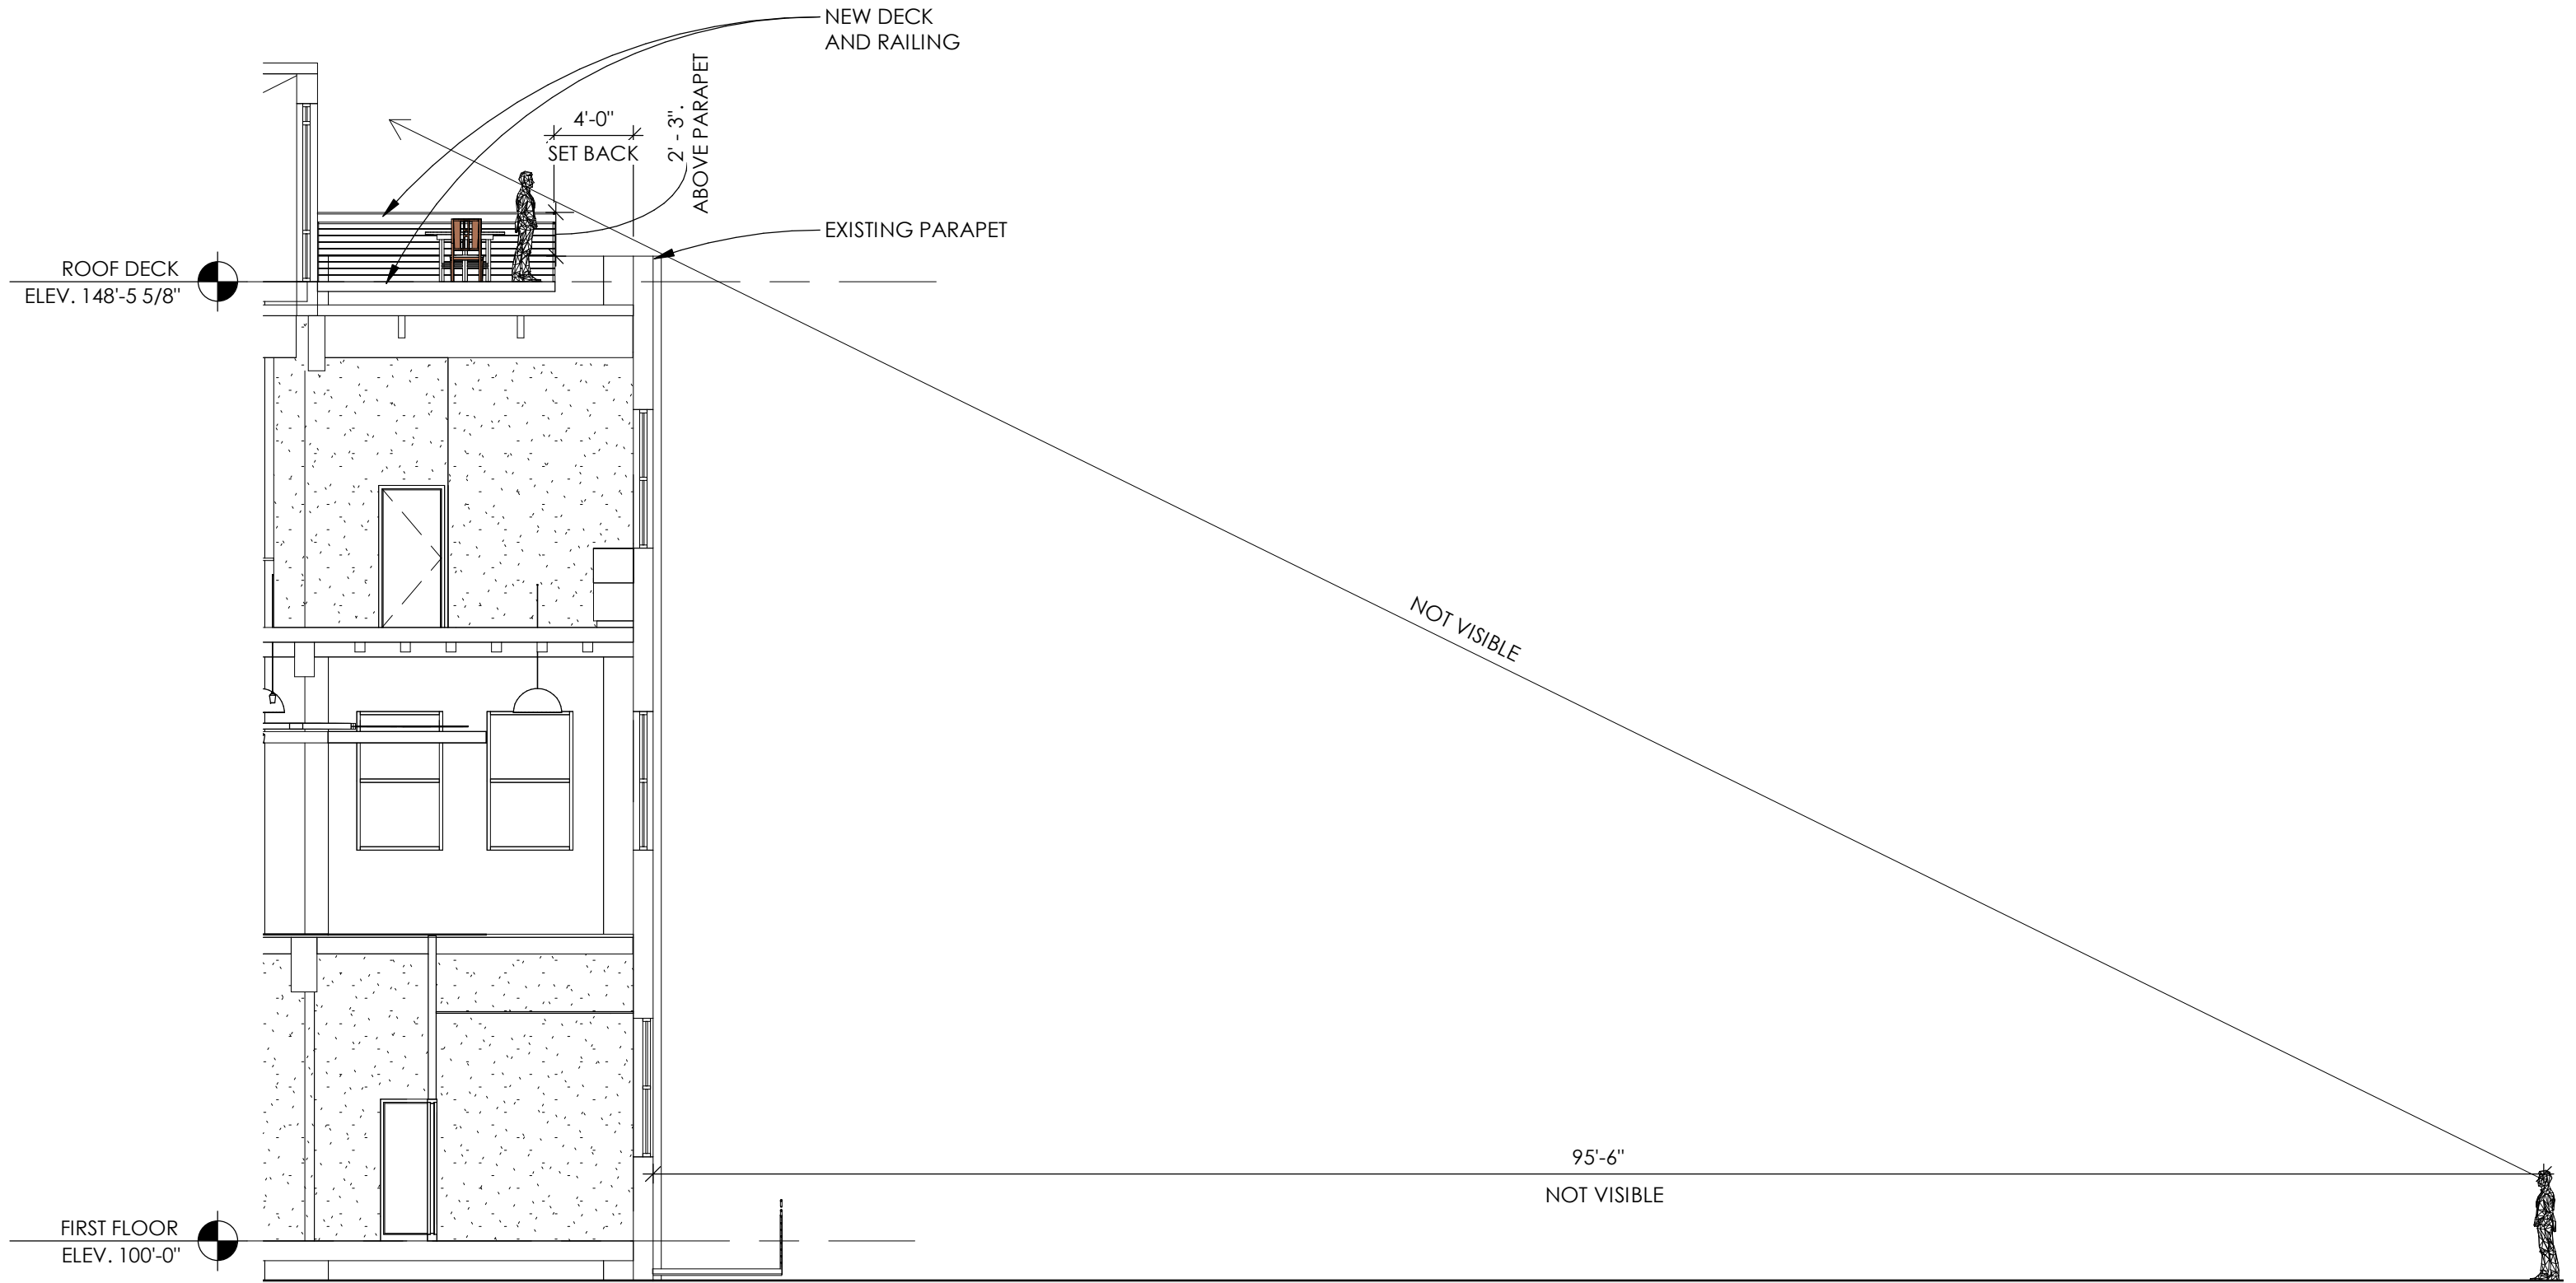 NEW DECK
AND RAILING
4'-0"
SET BACK
2' - 3".
ABOVE PARAPET
EXISTING PARAPET
ROOF DECK
ELEV. 148'-5 5/8"
NOT VISIBLE
95'-6"
NOT VISIBLE
FIRST FLOOR
ELEV. 100'-0"